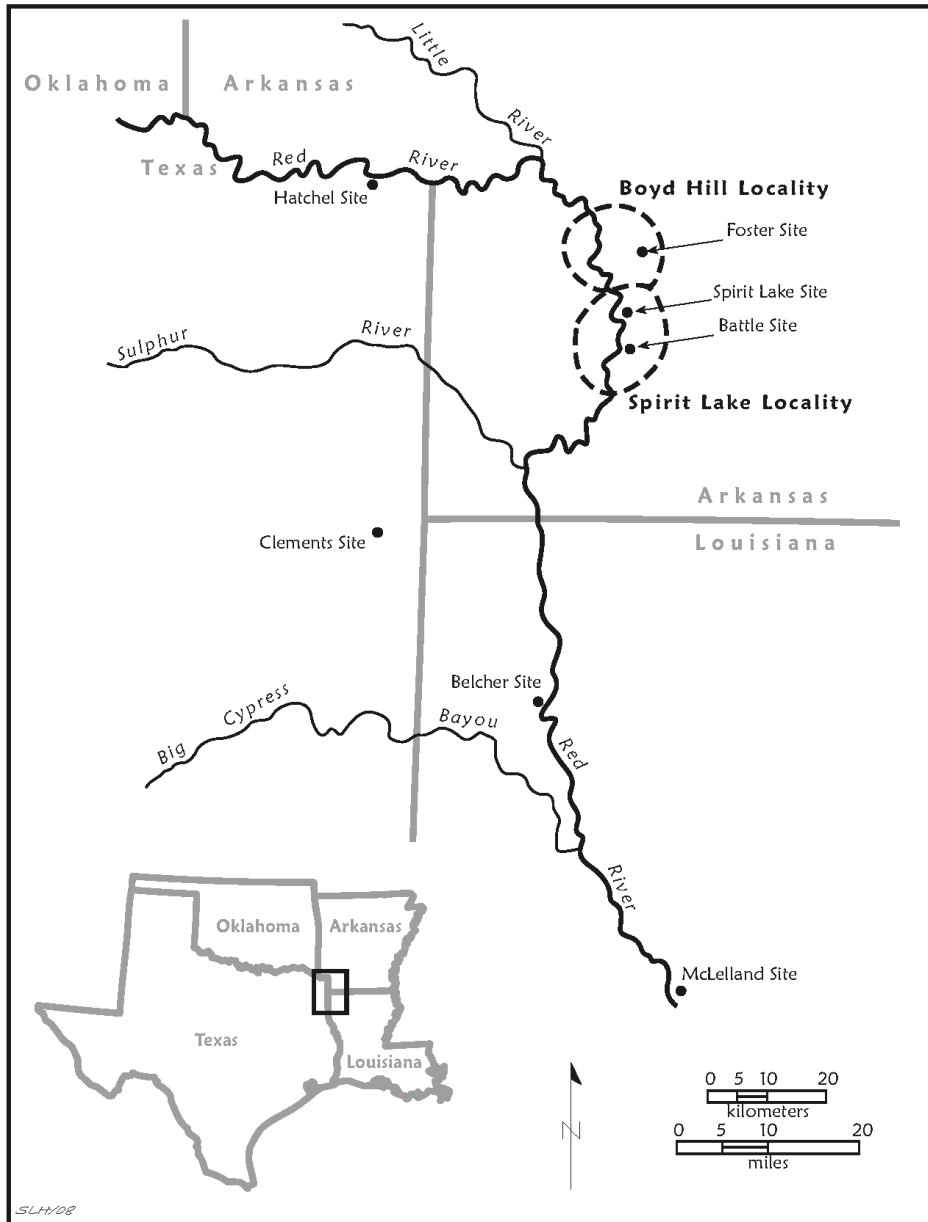 Little
River
Oklahoma
Arkansas
Texas
Red
River
Hatchel Site
Boyd Hill Locality
Foster Site
Spirit Lake Site
Battle Site
Spirit Lake Locality
Sulphur
River
Arkansas
Louisiana
Clements Site
Belcher Site
Big
Cypress
Bayou
Red
River
McLelland Site
Oklahoma
Arkansas
Texas
Louisiana
N
0 5 10 20
kilometers
0 5 10 20
miles
SLH/08